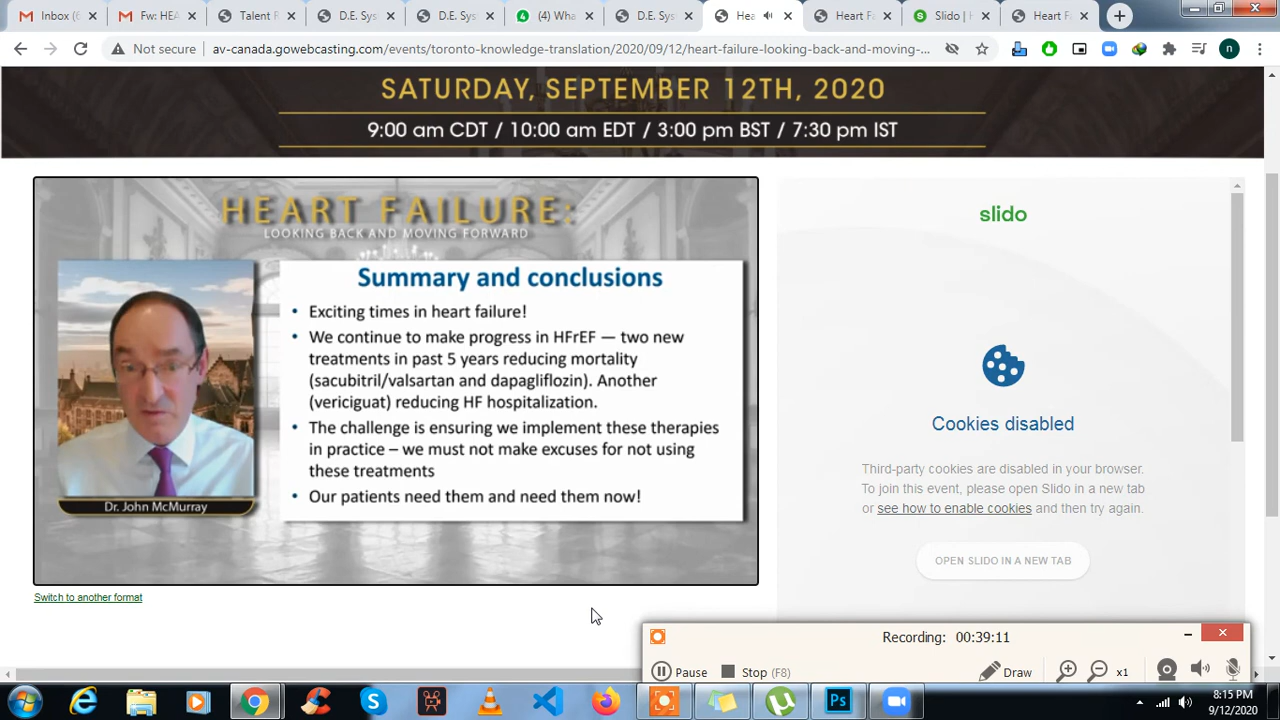 Inbox (6
Fw: HEA
Talent F
D.E. Sys
D.E. Sys
(4) Wha
D.E. Sys
Hea
Heart Fa
Slido |
Heart F
Not secure
av-canada.gowebcasting.com/events/toronto-knowledge-translation/2020/09/12/heart-failure-looking-back-and-moving-...
n
SATURDAY, SEPTEMBER 12TH, 2020
9:00 am CDT / 10:00 am EDT / 3:00 pm BST / 7:30 pm IST
HEART FAILURE:
LOOKING BACK AND MOVING FORWARD
Summary and conclusions
• Exciting times in heart failure!
• We continue to make progress in HFrEF — two new
treatments in past 5 years reducing mortality
(sacubitril/valsartan and dapagliflozin). Another
(vericiguat) reducing HF hospitalization.
• The challenge is ensuring we implement these therapies
in practice – we must not make excuses for not using
these treatments
• Our patients need them and need them now!
Dr. John McMurray
Switch to another format
slido
Cookies disabled
Third-party cookies are disabled in your browser.
To join this event, please open Slido in a new tab
or see how to enable cookies and then try again.
OPEN SLIDO IN A NEW TAB
Recording: 00:39:11
Pause
Stop (F8)
Draw
x1
8:15 PM
9/12/2020